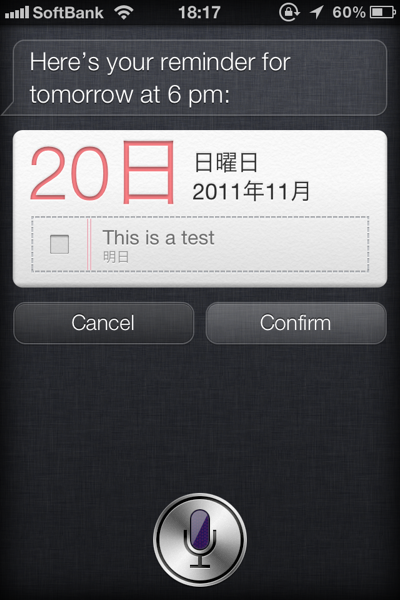 SoftBank 18:17 60%
Here's your reminder for
tomorrow at 6 pm:
20日
日曜日
2011年11月
This is a test
明日
Cancel Confirm